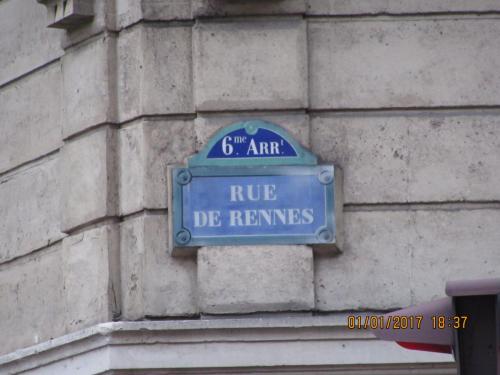 6me Arrt.
RUE
DE RENNES
01/01/2017 18:37